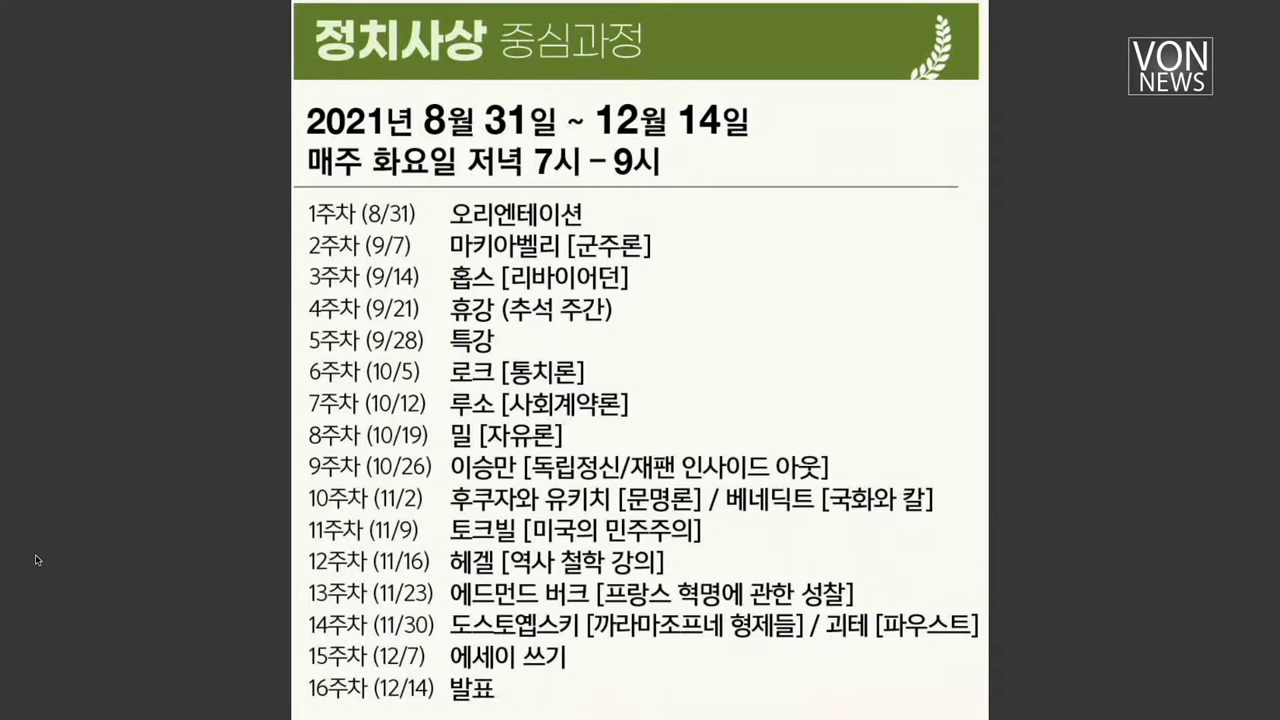 정치사상 중심과정
VON
NEWS
2021년 8월 31일 ~ 12월 14일
매주 화요일 저녁 7시 – 9시
1주차 (8/31) 오리엔테이션
2주차 (9/7) 마키아벨리 [군주론]
3주차 (9/14) 홉스 [리바이어던]
4주차 (9/21) 휴강 (추석 주간)
5주차 (9/28) 특강
6주차 (10/5) 로크 [통치론]
7주차 (10/12) 루소 [사회계약론]
8주차 (10/19) 밀 [자유론]
9주차 (10/26) 이승만 [독립정신/재팬 인사이드 아웃]
10주차 (11/2) 후쿠자와 유키치 [문명론] / 베네딕트 [국화와 칼]
11주차 (11/9) 토크빌 [미국의 민주주의]
12주차 (11/16) 헤겔 [역사 철학 강의]
13주차 (11/23) 에드먼드 버크 [프랑스 혁명에 관한 성찰]
14주차 (11/30) 도스토옙스키 [까라마조프네 형제들] / 괴테 [파우스트]
15주차 (12/7) 에세이 쓰기
16주차 (12/14) 발표